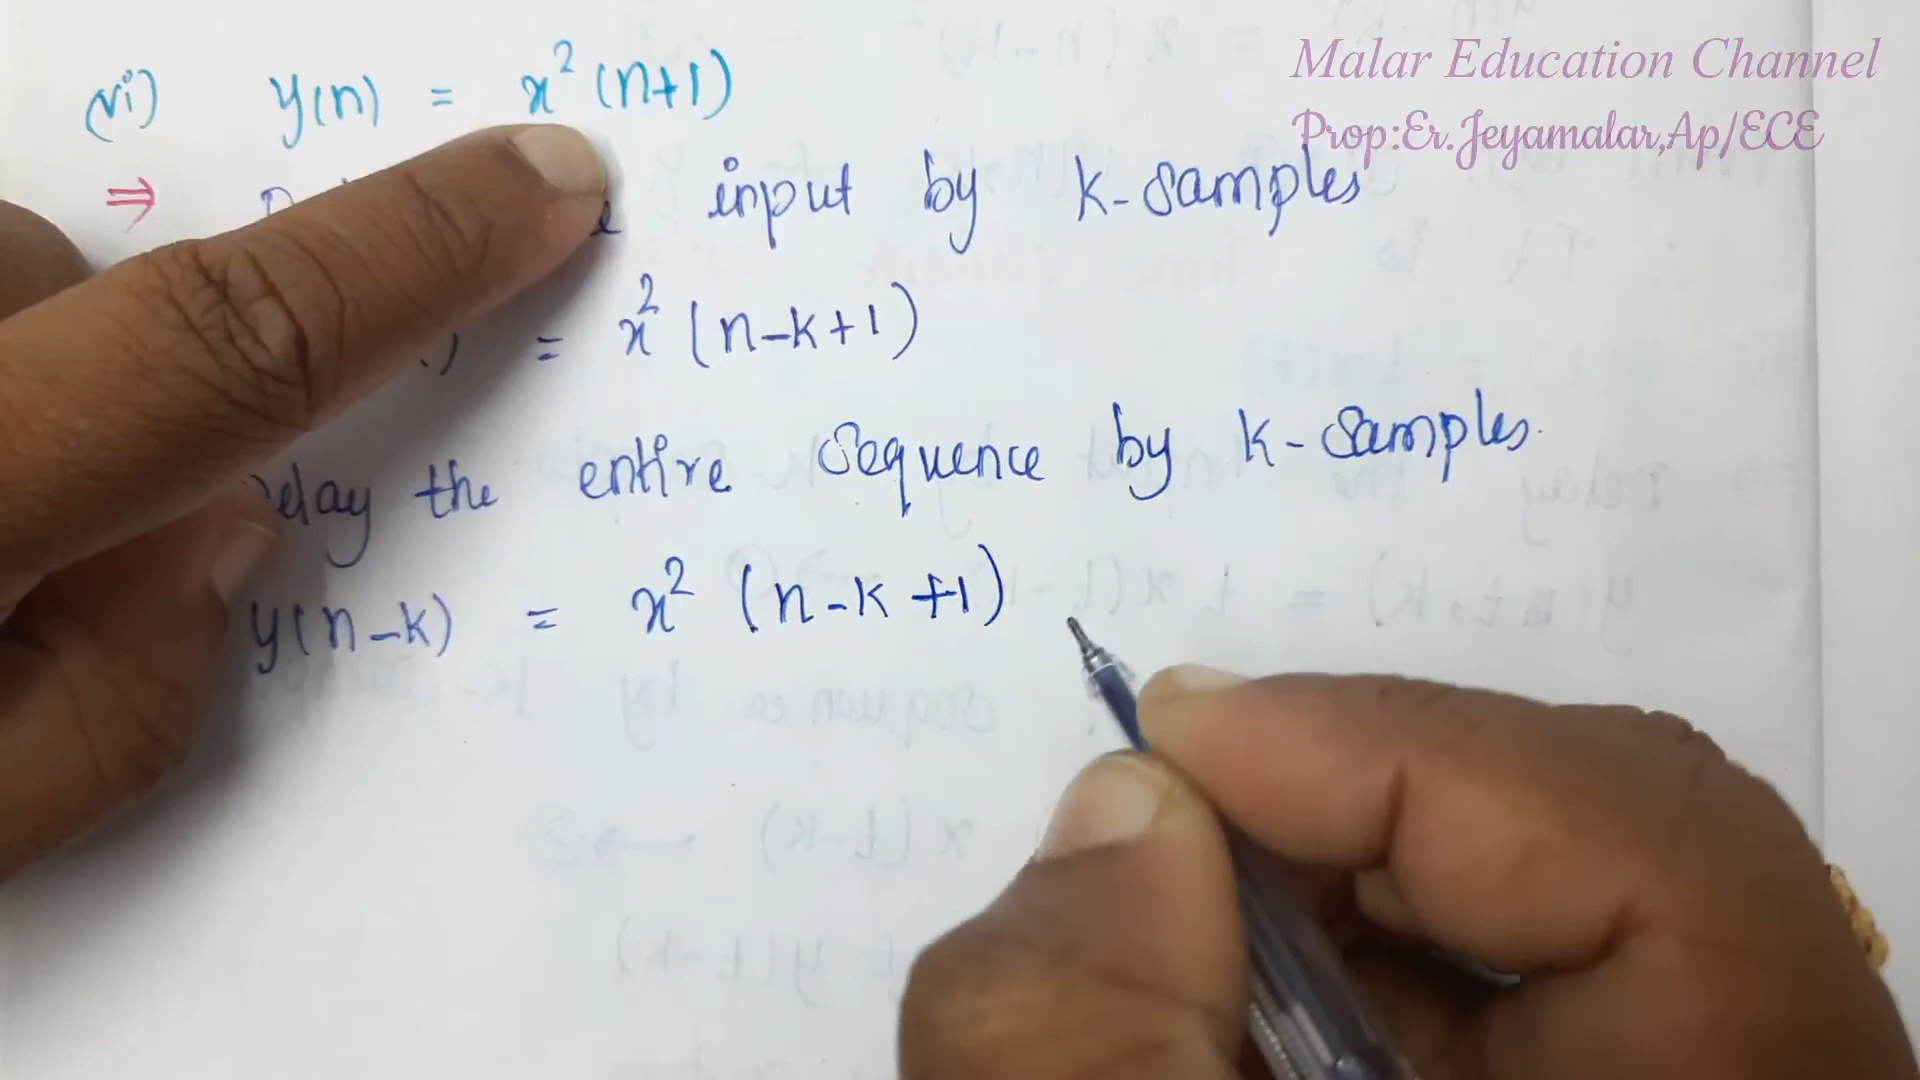 Malar Education Channel
Prop:Er.Jeyamalar,Ap/ECE
(vi) y(n) = x² (n+1)
⇒ input by k-samples
= x² (n-k+1)
Delay the entire sequence by k-samples.
y(n-k) = x² (n-k+1)